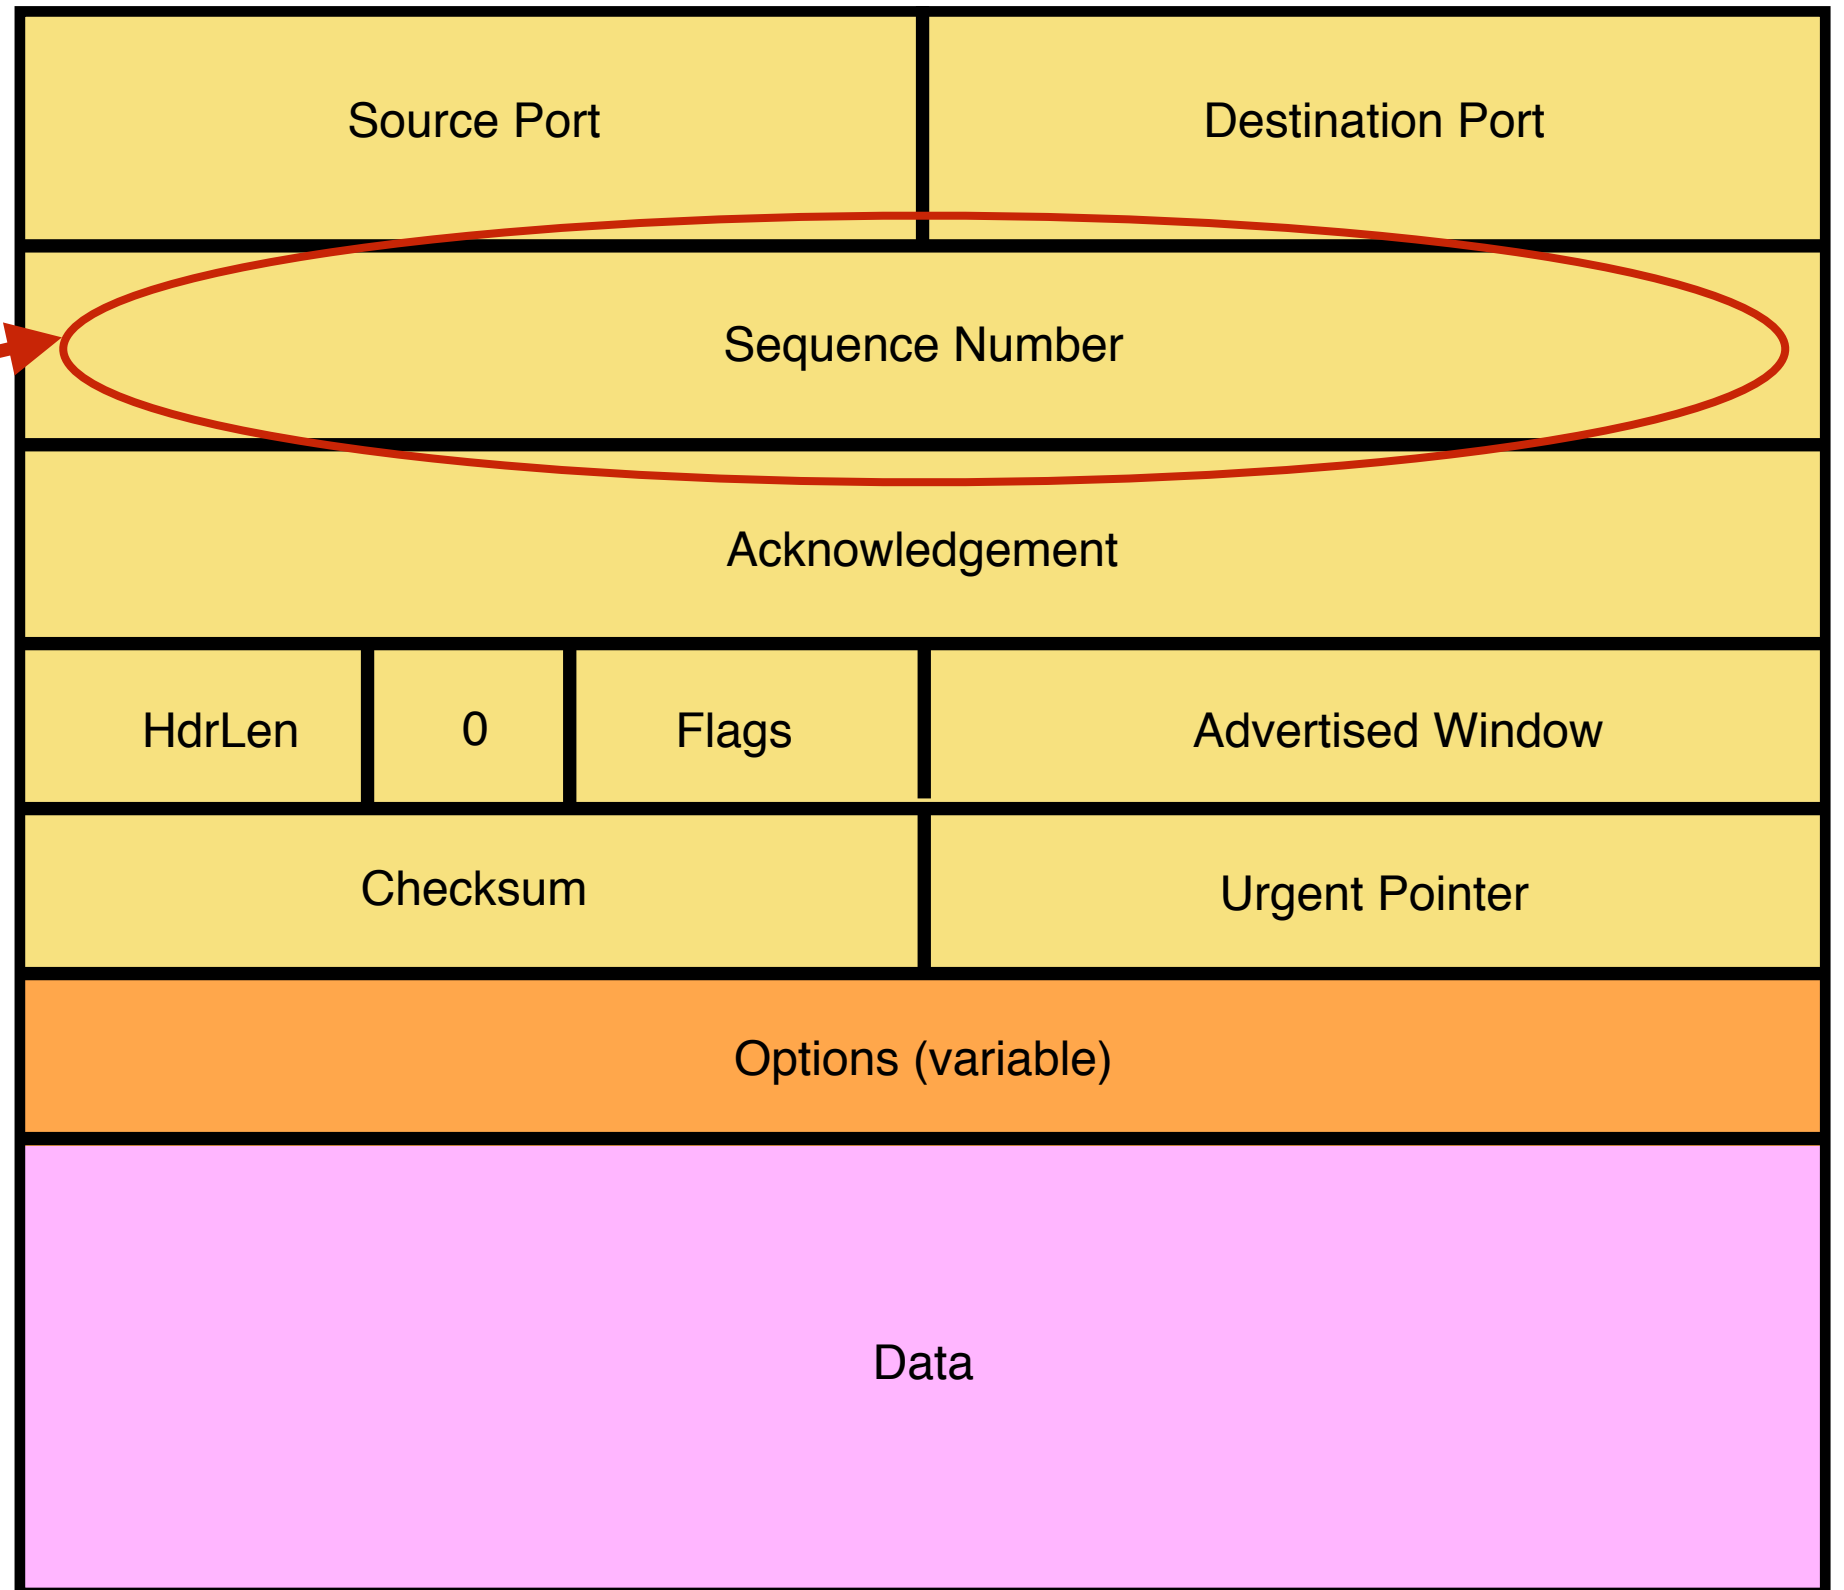 Source Port
Destination Port
Sequence Number
Acknowledgement
HdrLen
0
Flags
Advertised Window
Checksum
Urgent Pointer
Options (variable)
Data